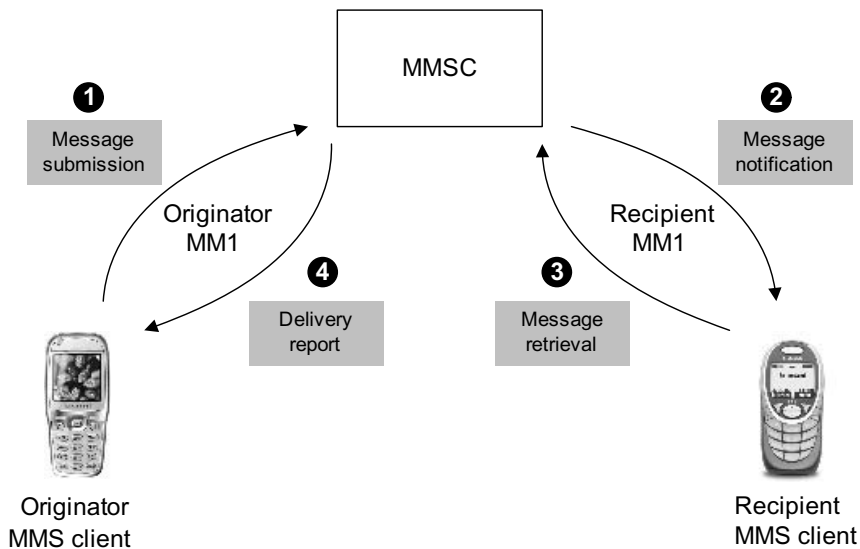 MMSC
1
Message
submission
2
Message
notification
Originator
MM1
Recipient
MM1
4
Delivery
report
3
Message
retrieval
Originator
MMS client
Recipient
MMS client